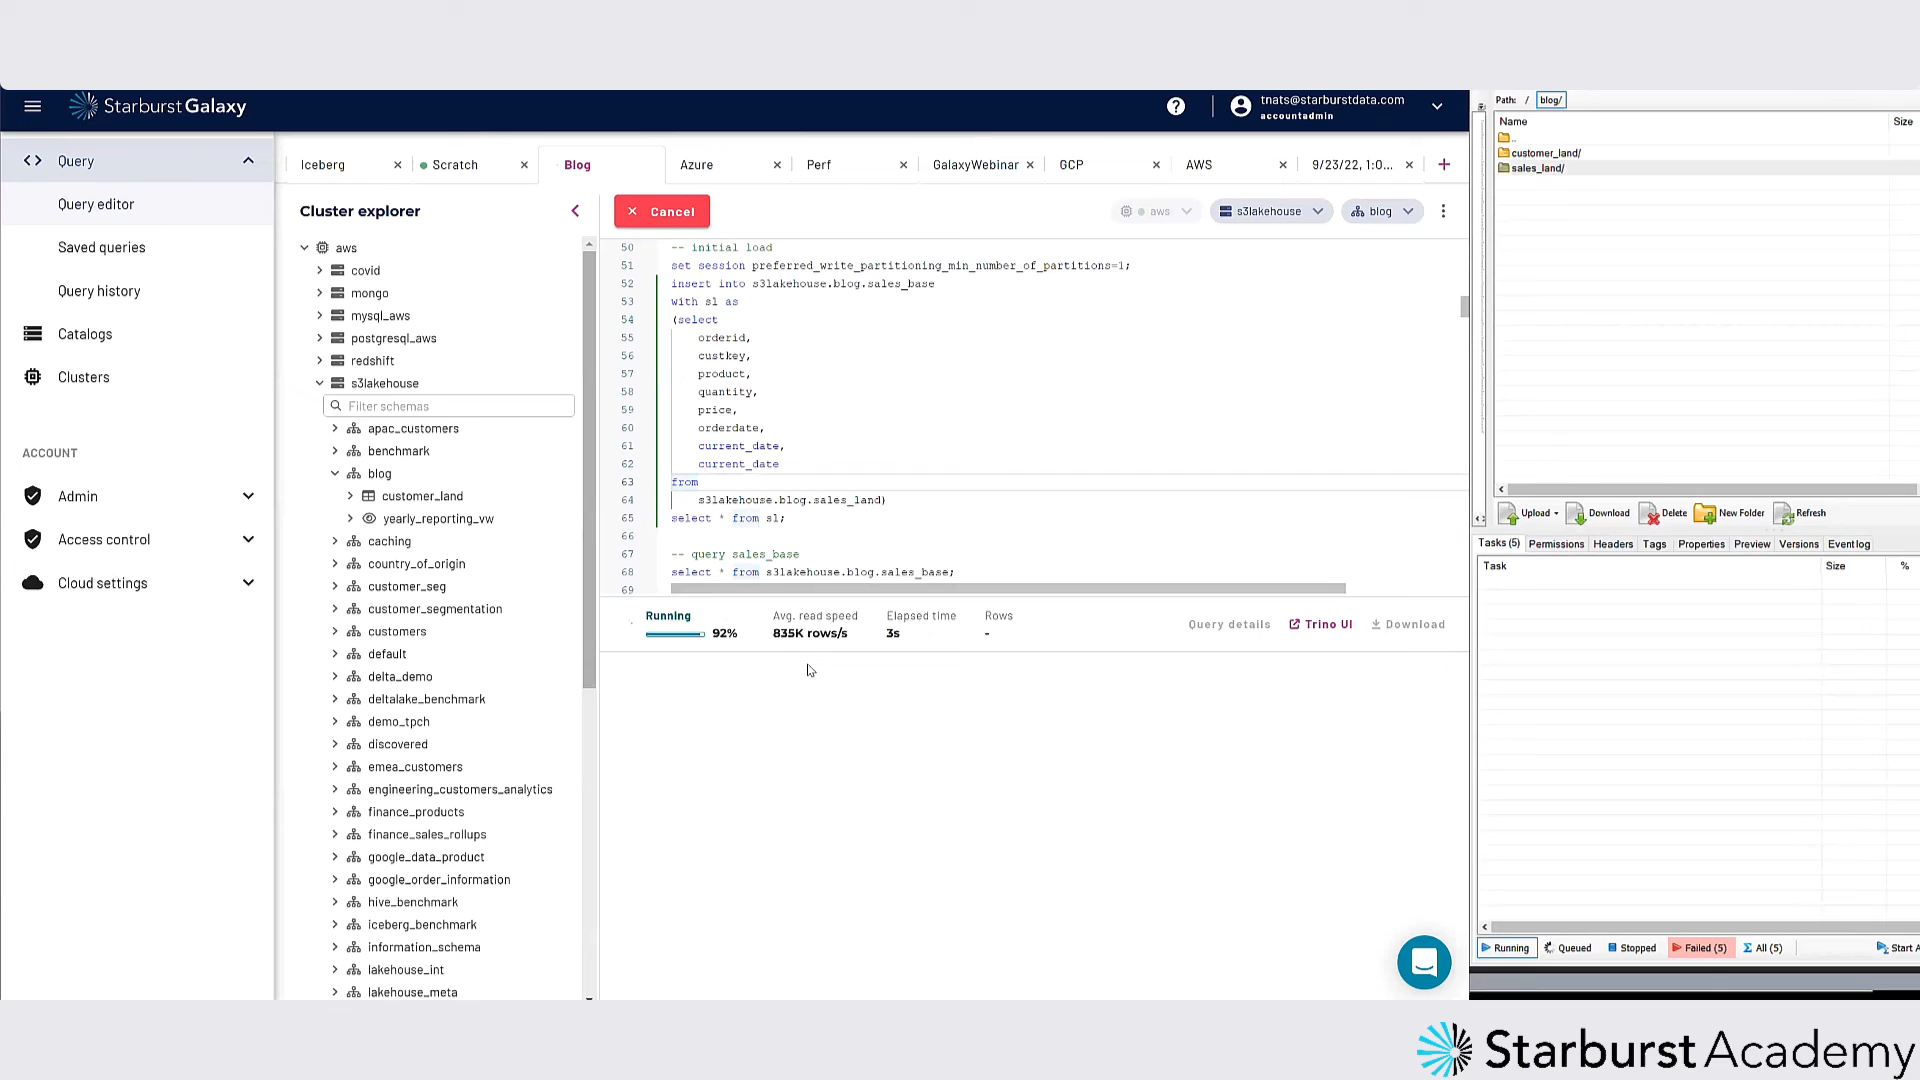 Starburst Galaxy
tnats@starburstdata.com
accountadmin
Query
Query editor
Saved queries
Query history
Catalogs
Clusters
ACCOUNT
Admin
Access control
Cloud settings
Iceberg
Scratch
Blog
Azure
Perf
GalaxyWebinar
GCP
AWS
9/23/22, 1:0...
Cluster explorer
aws
covid
mongo
mysql_aws
postgresql_aws
redshift
s3lakehouse
Filter schemas
apac_customers
benchmark
blog
customer_land
yearly_reporting_vw
caching
country_of_origin
customer_seg
customer_segmentation
customers
default
delta_demo
deltalake_benchmark
demo_tpch
discovered
emea_customers
engineering_customers_analytics
finance_products
finance_sales_rollups
google_data_product
google_order_information
hive_benchmark
iceberg_benchmark
information_schema
lakehouse_int
lakehouse_meta
Cancel
aws
s3lakehouse
blog
50 -- initial load
51 set session preferred_write_partitioning_min_number_of_partitions=1;
52 insert into s3lakehouse.blog.sales_base
53 with sl as
54 (select
55 orderid,
56 custkey,
57 product,
58 quantity,
59 price,
60 orderdate,
61 current_date,
62 current_date
63 from
64 s3lakehouse.blog.sales_land)
65 select * from sl;
66
67 -- query sales_base
68 select * from s3lakehouse.blog.sales_base;
69
Running
92%
Avg. read speed
835K rows/s
Elapsed time
3s
Rows
-
Query details
Trino UI
Download
Path: / blog/
Name Size
..
customer_land/
sales_land/
Upload Download Delete New Folder Refresh
Tasks (5) Permissions Headers Tags Properties Preview Versions Eventlog
Task Size %
Running Queued Stopped Failed (5) Σ All (5) Start A
Starburst Academy